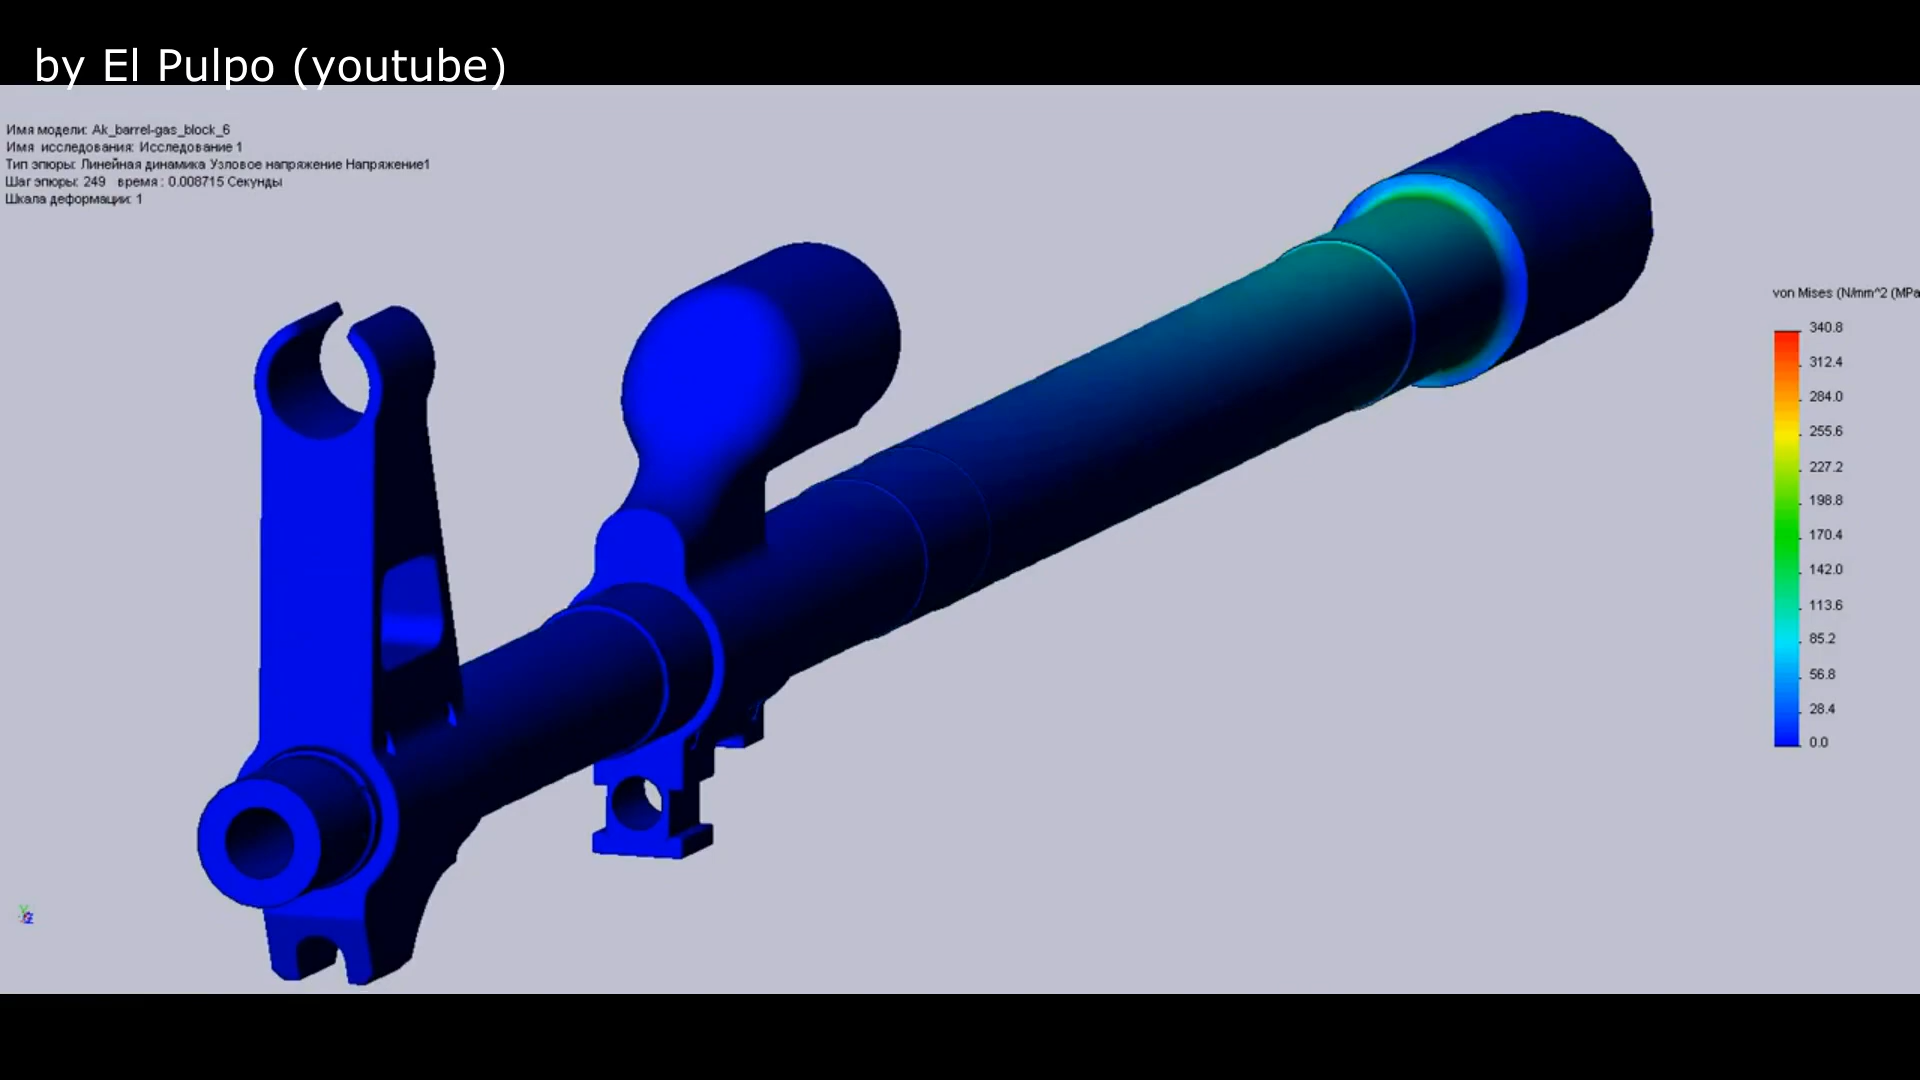 by El Pulpo (youtube)
Имя модели: Ak_barrel-gas_block_6
Имя исследования: Исследование 1
Тип эпюры: Линейная динамика Узловое напряжение Напряжение1
Шаг эпюры: 249 время : 0.008715 Секунды
Шкала деформации: 1
von Mises (N/mm^2 (MPa
340.8
312.4
284.0
255.6
227.2
198.8
170.4
142.0
113.6
85.2
56.8
28.4
0.0